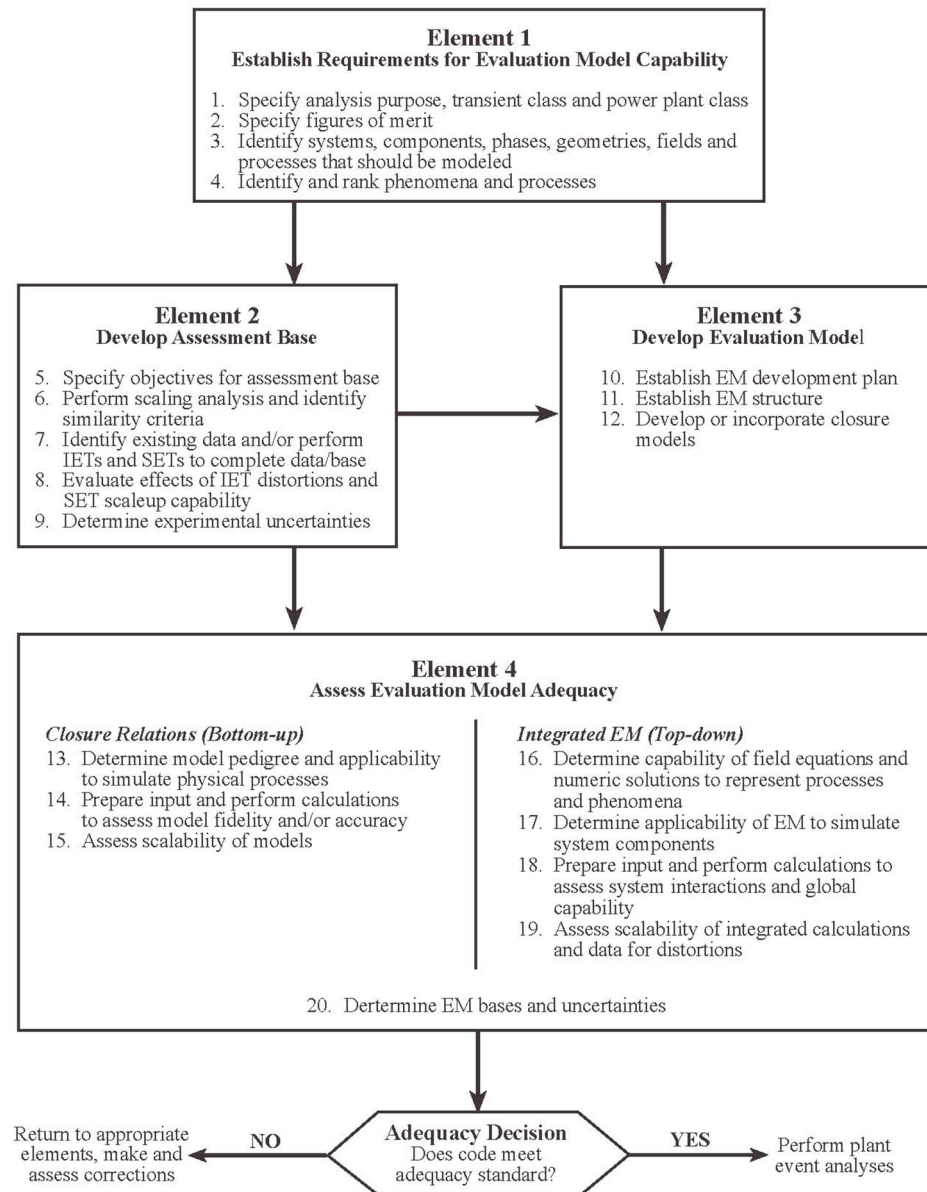 Element 1
Establish Requirements for Evaluation Model Capability
1. Specify analysis purpose, transient class and power plant class
2. Specify figures of merit
3. Identify systems, components, phases, geometries, fields and
processes that should be modeled
4. Identify and rank phenomena and processes
Element 2
Develop Assessment Base
5. Specify objectives for assessment base
6. Perform scaling analysis and identify
similarity criteria
7. Identify existing data and/or perform
IETs and SETs to complete data/base
8. Evaluate effects of IET distortions and
SET scaleup capability
9. Determine experimental uncertainties
Element 3
Develop Evaluation Model
10. Establish EM development plan
11. Establish EM structure
12. Develop or incorporate closure
models
Element 4
Assess Evaluation Model Adequacy
Closure Relations (Bottom-up)
13. Determine model pedigree and applicability
to simulate physical processes
14. Prepare input and perform calculations
to assess model fidelity and/or accuracy
15. Assess scalability of models
Integrated EM (Top-down)
16. Determine capability of field equations and
numeric solutions to represent processes
and phenomena
17. Determine applicability of EM to simulate
system components
18. Prepare input and perform calculations to
assess system interactions and global
capability
19. Assess scalability of integrated calculations
and data for distortions
20. Dertermine EM bases and uncertainties
Adequacy Decision
Does code meet
adequacy standard?
NO
Return to appropriate
elements, make and
assess corrections
YES
Perform plant
event analyses